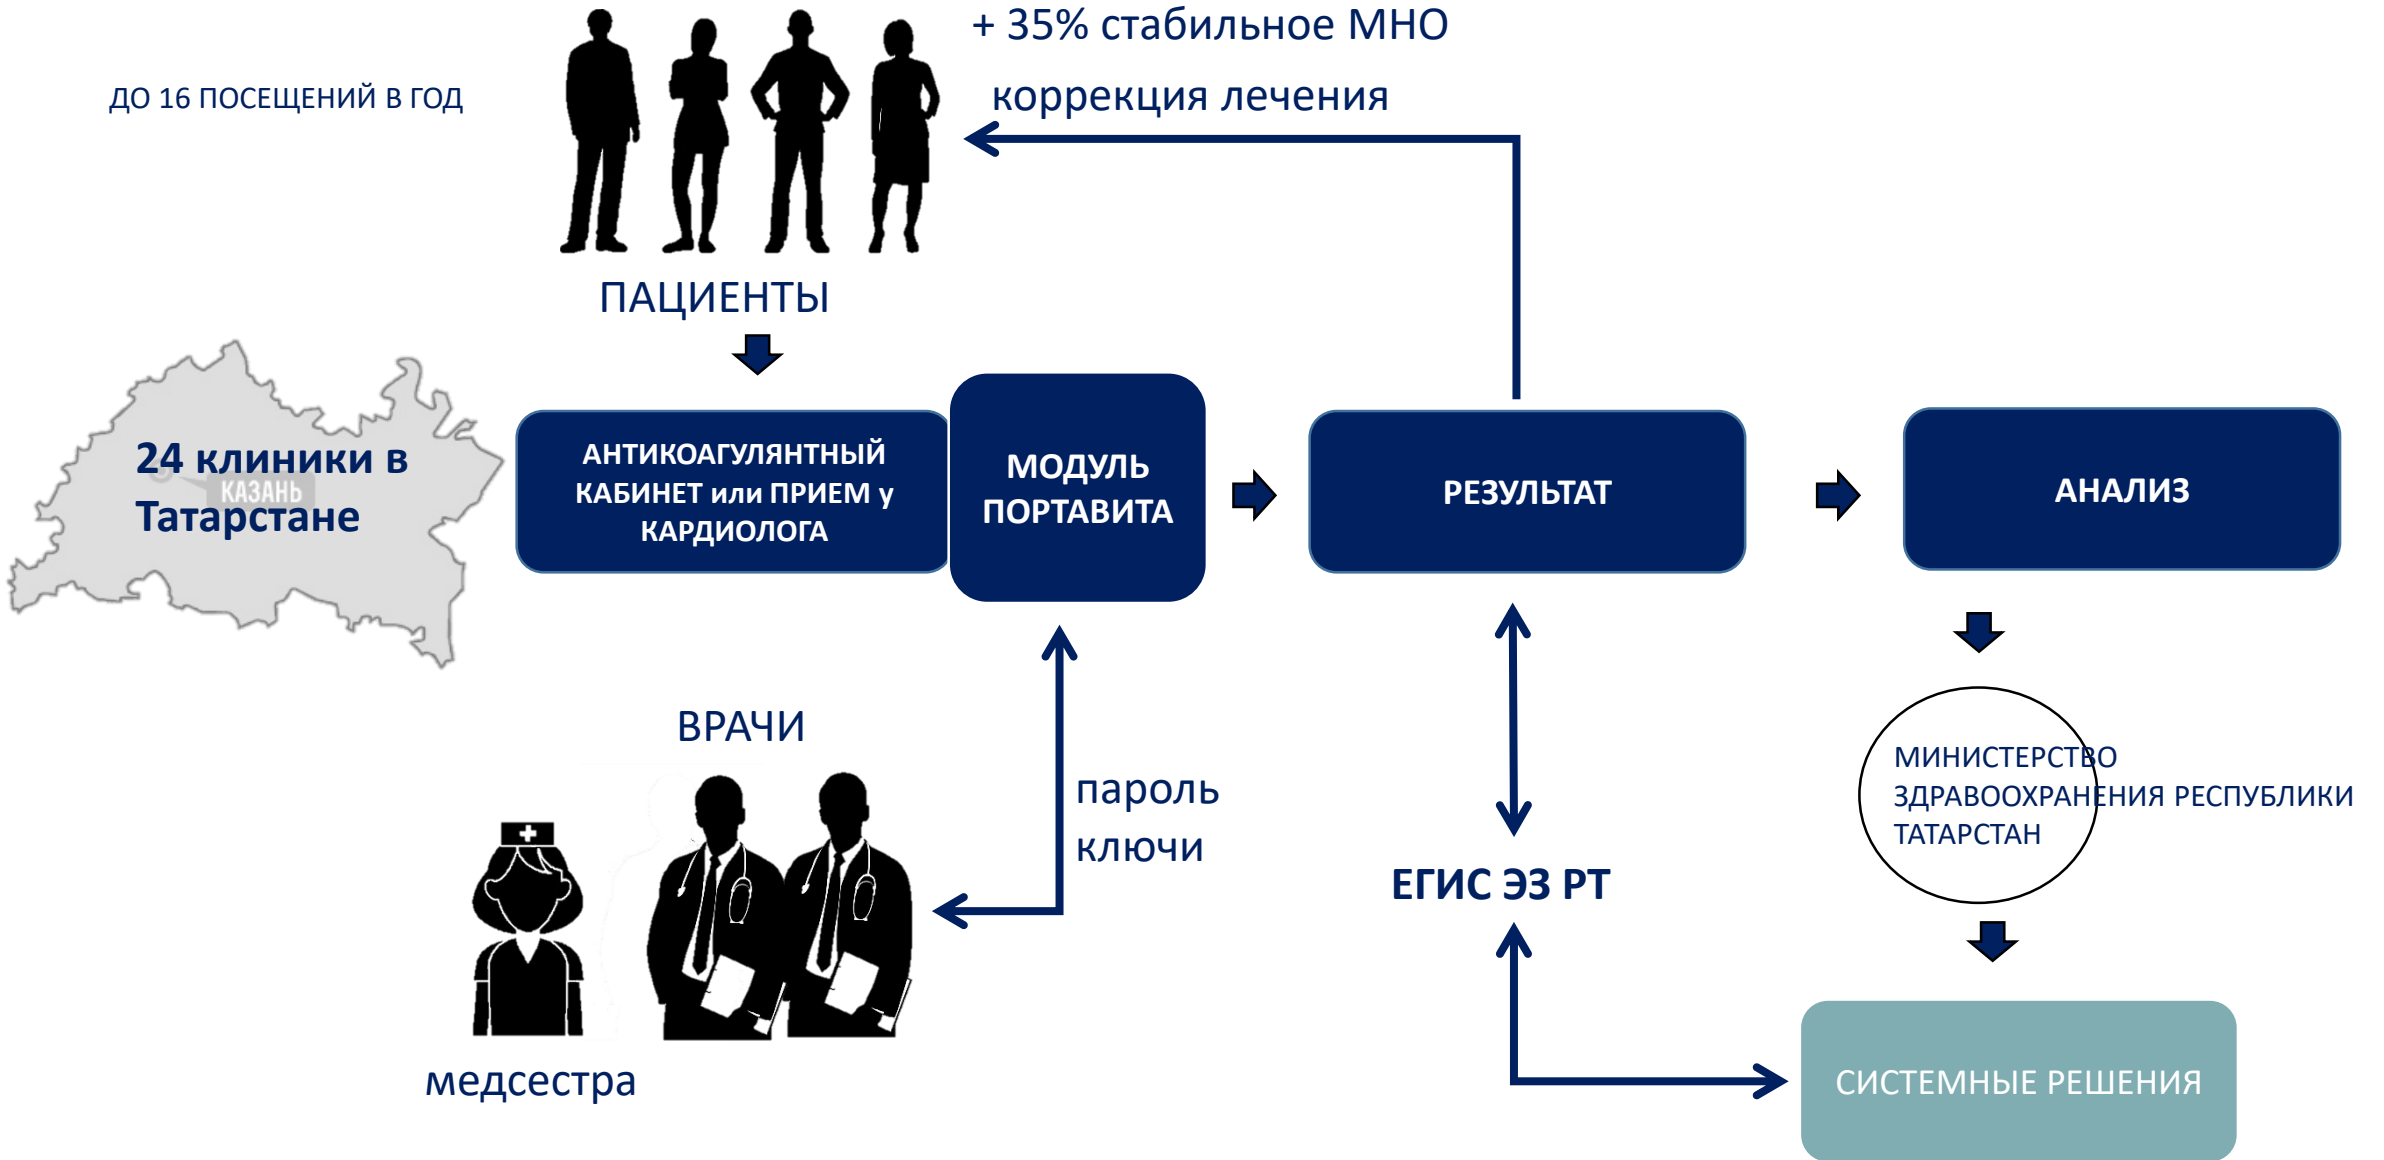 + 35% стабильное МНО
коррекция лечения
ДО 16 ПОСЕЩЕНИЙ В ГОД
ПАЦИЕНТЫ
24 клиники в
КАЗАНЬ
Татарстане
АНТИКОАГУЛЯНТНЫЙ
КАБИНЕТ или ПРИЕМ у
КАРДИОЛОГА
МОДУЛЬ
ПОРТАВИТА
РЕЗУЛЬТАТ
АНАЛИЗ
ВРАЧИ
пароль
ключи
медсестра
ЕГИС ЭЗ РТ
МИНИСТЕРСТВО
ЗДРАВООХРАНЕНИЯ РЕСПУБЛИКИ
ТАТАРСТАН
СИСТЕМНЫЕ РЕШЕНИЯ